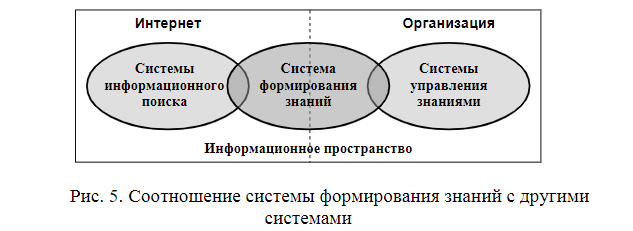 Интернет
Организация
Системы
информационного
поиска
Система
формирования
знаний
Системы
управления
знаниями
Информационное пространство
Рис. 5. Соотношение системы формирования знаний с другими
системами